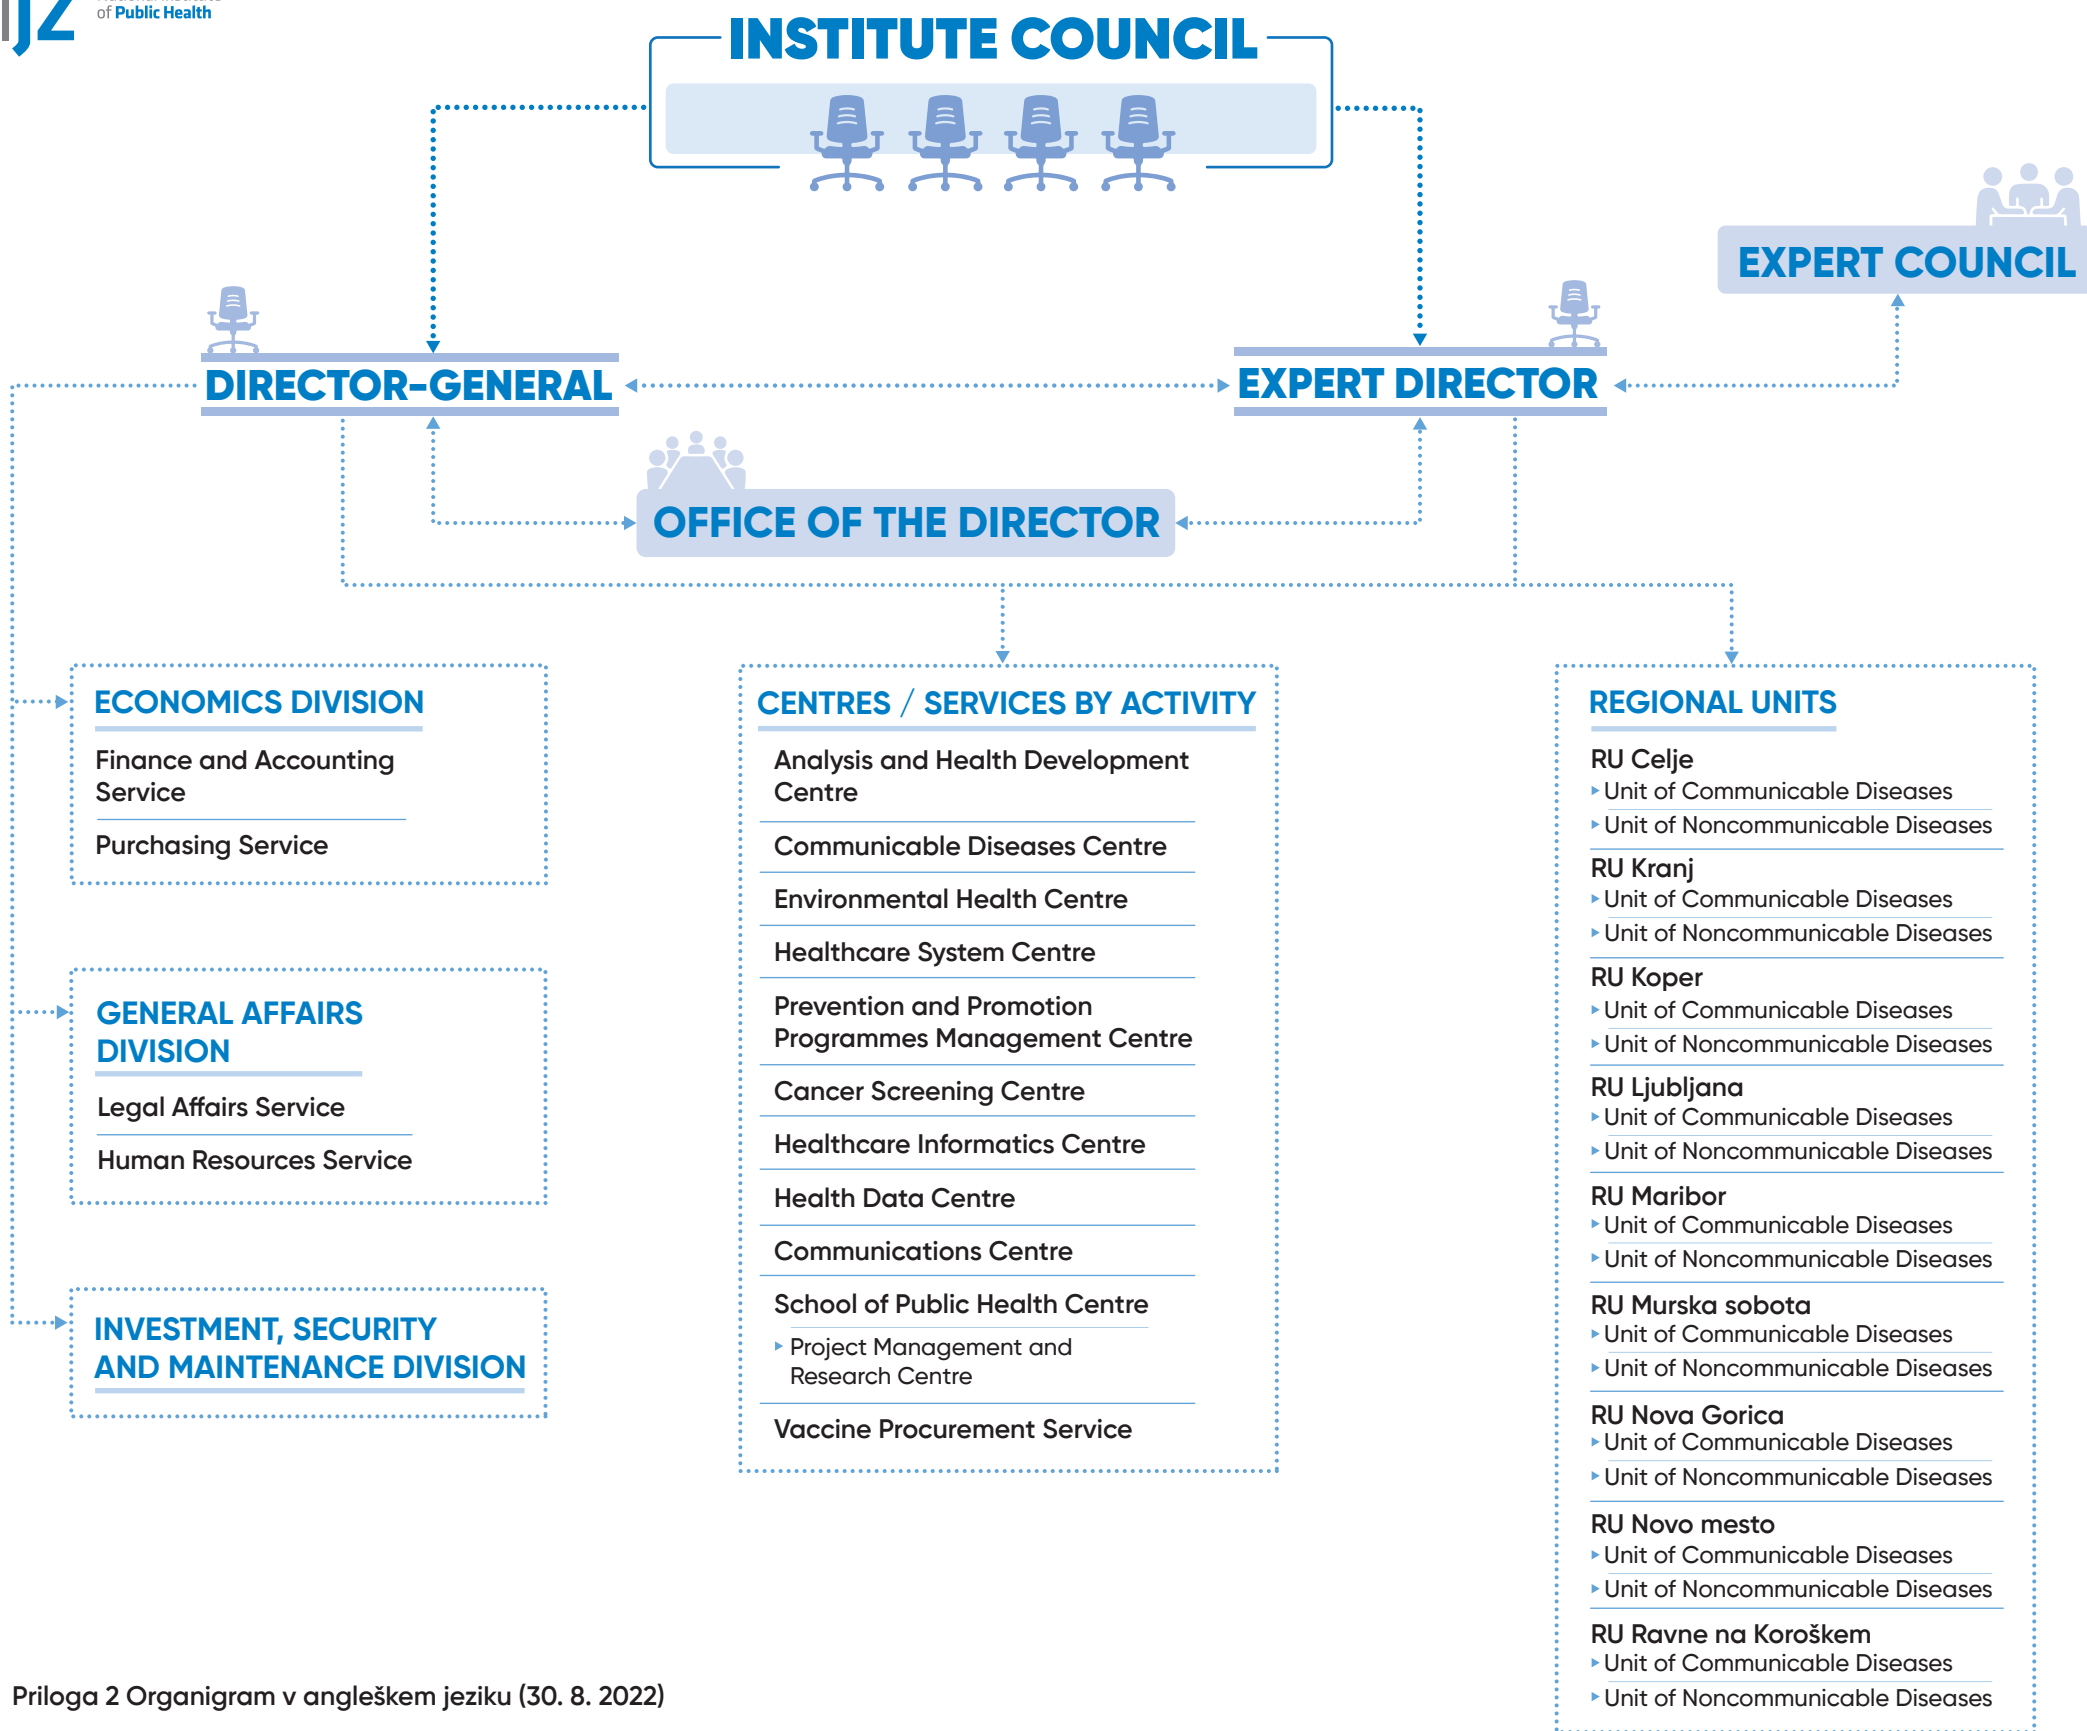 of Public Health
INSTITUTE COUNCIL
EXPERT COUNCIL
DIRECTOR-GENERAL
EXPERT DIRECTOR
OFFICE OF THE DIRECTOR
ECONOMICS DIVISION
Finance and Accounting
Service
Purchasing Service
GENERAL AFFAIRS
DIVISION
Legal Affairs Service
Human Resources Service
INVESTMENT, SECURITY
AND MAINTENANCE DIVISION
CENTRES / SERVICES BY ACTIVITY
Analysis and Health Development
Centre
Communicable Diseases Centre
Environmental Health Centre
Healthcare System Centre
Prevention and Promotion
Programmes Management Centre
Cancer Screening Centre
Healthcare Informatics Centre
Health Data Centre
Communications Centre
School of Public Health Centre
Project Management and
Research Centre
Vaccine Procurement Service
REGIONAL UNITS
RU Celje
Unit of Communicable Diseases
Unit of Noncommunicable Diseases
RU Kranj
Unit of Communicable Diseases
Unit of Noncommunicable Diseases
RU Koper
Unit of Communicable Diseases
Unit of Noncommunicable Diseases
RU Ljubljana
Unit of Communicable Diseases
Unit of Noncommunicable Diseases
RU Maribor
Unit of Communicable Diseases
Unit of Noncommunicable Diseases
RU Murska sobota
Unit of Communicable Diseases
Unit of Noncommunicable Diseases
RU Nova Gorica
Unit of Communicable Diseases
Unit of Noncommunicable Diseases
RU Novo mesto
Unit of Communicable Diseases
Unit of Noncommunicable Diseases
RU Ravne na Koroškem
Unit of Communicable Diseases
Unit of Noncommunicable Diseases
Priloga 2 Organigram v angleškem jeziku (30. 8. 2022)